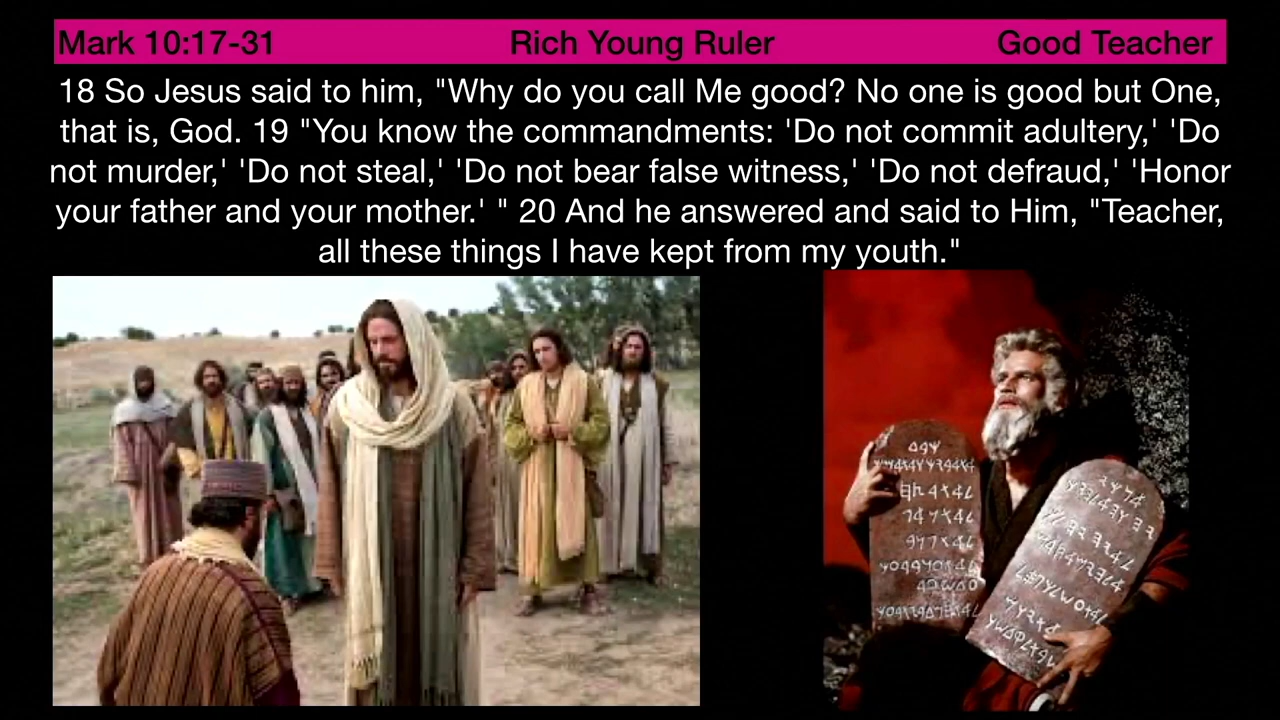 Mark 10:17-31 Rich Young Ruler Good Teacher
18 So Jesus said to him, "Why do you call Me good? No one is good but One,
that is, God. 19 "You know the commandments: 'Do not commit adultery,' 'Do
not murder,' 'Do not steal,' 'Do not bear false witness,' 'Do not defraud,' 'Honor
your father and your mother.' " 20 And he answered and said to Him, "Teacher,
all these things I have kept from my youth."